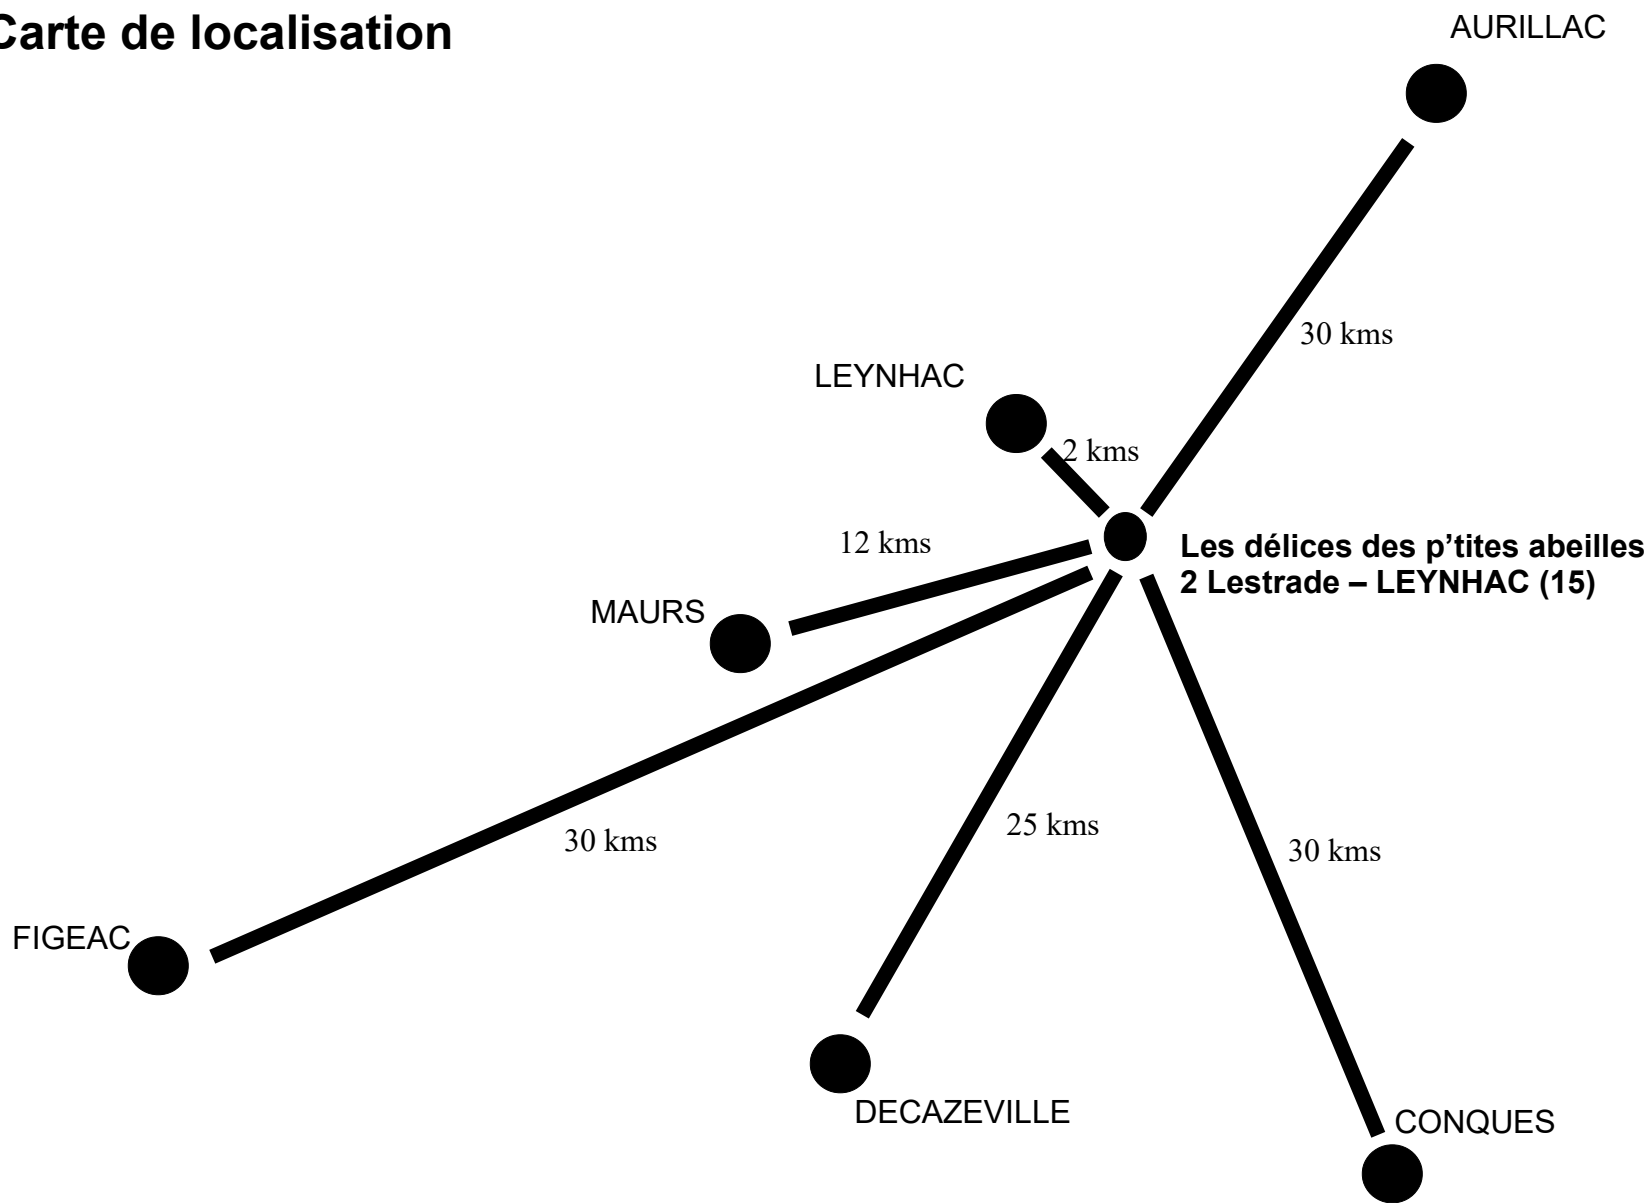 Carte de localisation
AURILLAC
30 kms
LEYNHAC
2 kms
12 kms
Les délices des p’tites abeilles
2 Lestrade – LEYNHAC (15)
MAURS
25 kms
30 kms
30 kms
FIGEAC
DECAZEVILLE
CONQUES